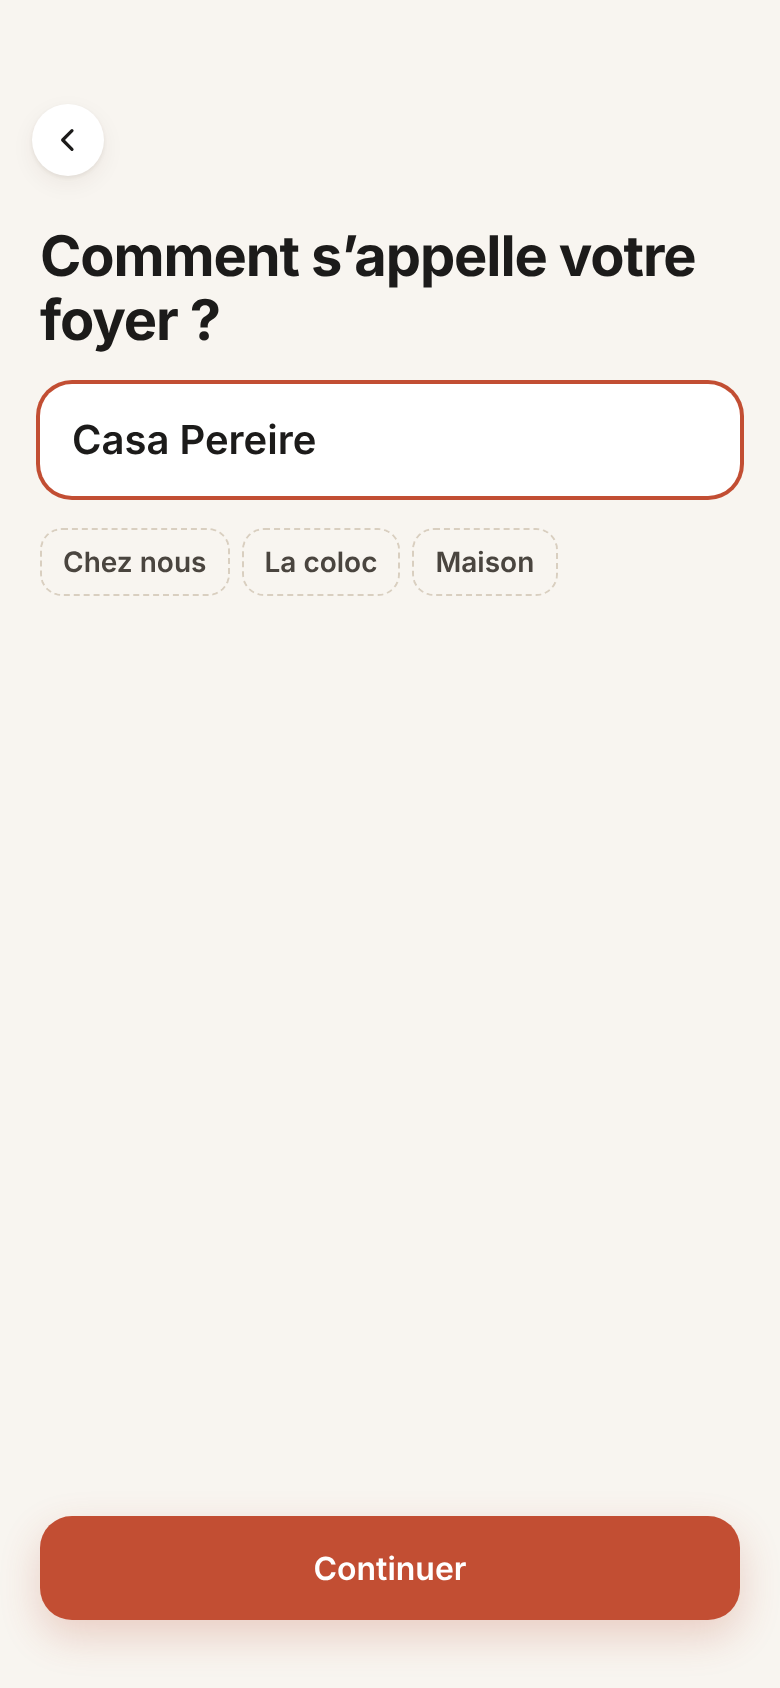 Comment s’appelle votre
foyer ?
Casa Pereire
Chez nous
La coloc
Maison
Continuer